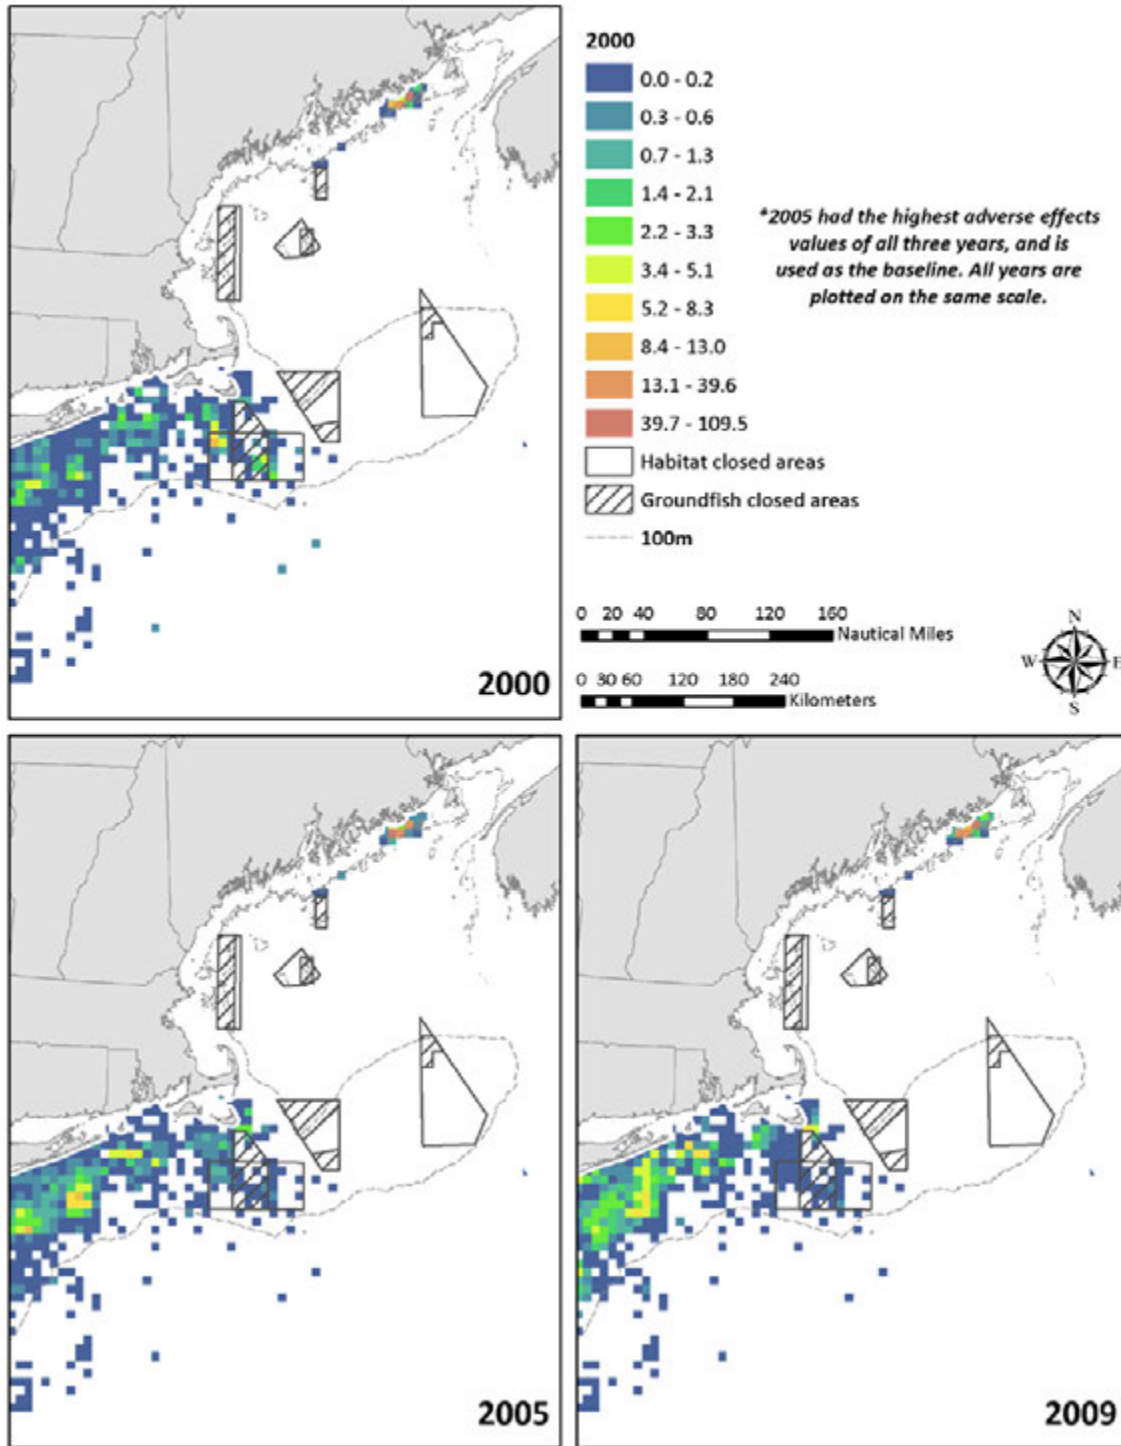 2000
0.0 - 0.2
0.3 - 0.6
0.7 - 1.3
1.4 - 2.1
2.2 - 3.3
3.4 - 5.1
5.2 - 8.3
8.4 - 13.0
13.1 - 39.6
39.7 - 109.5
Habitat closed areas
Groundfish closed areas
100m
*2005 had the highest adverse effects
values of all three years, and is
used as the baseline. All years are
plotted on the same scale.
0 20 40 80 120 160
Nautical Miles
0 30 60 120 180 240
Kilometers
N
W E
S
2000
2005
2009